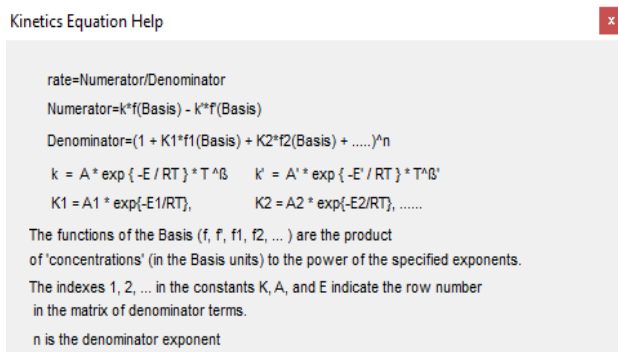 Kinetics Equation Help
x
rate=Numerator/Denominator
Numerator=k*f(Basis) - k'*f'(Basis)
Denominator=(1 + K1*f1(Basis) + K2*f2(Basis) + .....)^n
k = A * exp { -E / RT } * T ^ß k' = A' * exp { -E' / RT } * T^ß'
K1 = A1 * exp{-E1/RT}, K2 = A2 * exp{-E2/RT}, ......
The functions of the Basis (f, f', f1, f2, ... ) are the product
of 'concentrations' (in the Basis units) to the power of the specified exponents.
The indexes 1, 2, ... in the constants K, A, and E indicate the row number
in the matrix of denominator terms.
n is the denominator exponent